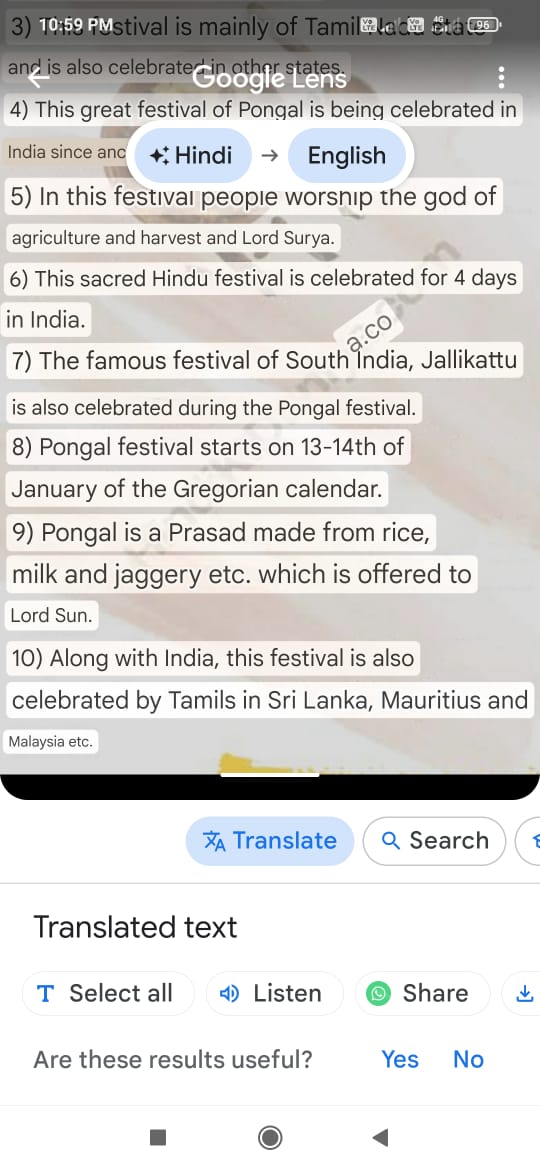 10:59 PM
96
3) This festival is mainly of Tamil Nadu state
and is also celebrated in other states.
Google Lens
4) This great festival of Pongal is being celebrated in
India since anc
Hindi → English
5) In this festival people worship the god of
agriculture and harvest and Lord Surya.
6) This sacred Hindu festival is celebrated for 4 days
in India.
a.co
7) The famous festival of South India, Jallikattu
is also celebrated during the Pongal festival.
8) Pongal festival starts on 13-14th of
January of the Gregorian calendar.
9) Pongal is a Prasad made from rice,
milk and jaggery etc. which is offered to
Lord Sun.
10) Along with India, this festival is also
celebrated by Tamils in Sri Lanka, Mauritius and
Malaysia etc.
Translate Search
Translated text
Select all Listen Share
Are these results useful? Yes No